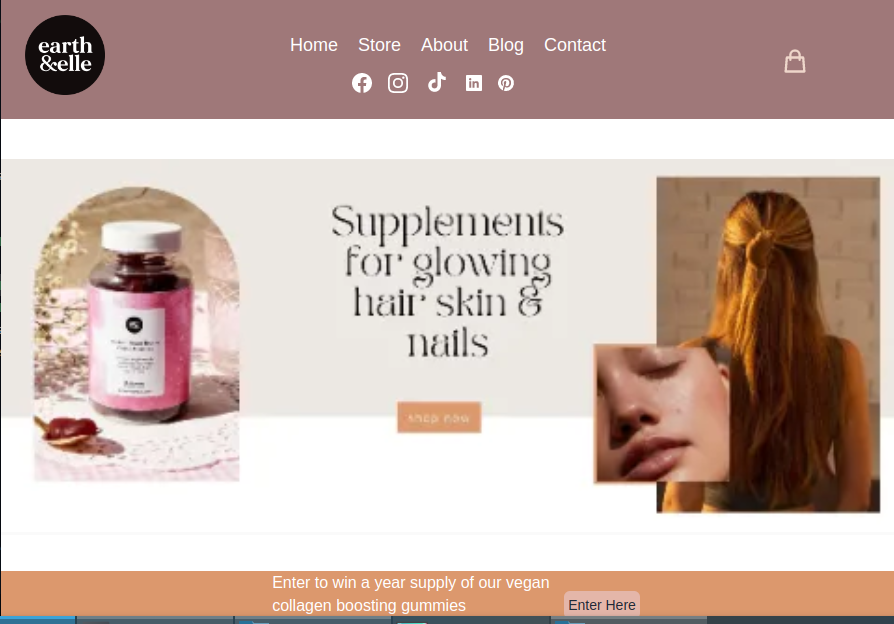 earth
&elle
Home Store About Blog Contact
Supplements
for glowing
hair skin &
nails
shop now
Enter to win a year supply of our vegan
collagen boosting gummies
Enter Here